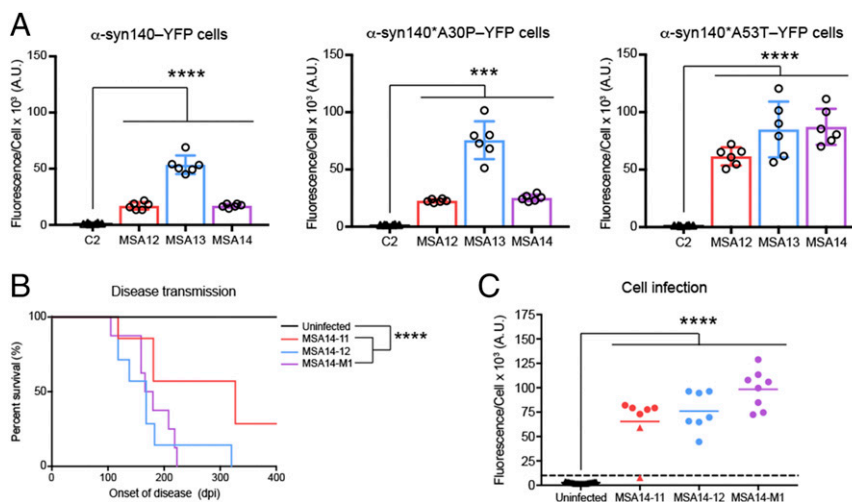 A
α-syn140–YFP cells
****
Fluorescence/Cell x 10³ (A.U.)
150
100
50
0
C2 MSA12 MSA13 MSA14
α-syn140*A30P–YFP cells
***
Fluorescence/Cell x 10³ (A.U.)
150
100
50
0
C2 MSA12 MSA13 MSA14
α-syn140*A53T–YFP cells
****
Fluorescence/Cell x 10³ (A.U.)
150
100
50
0
C2 MSA12 MSA13 MSA14
B
Disease transmission
Percent survival (%)
100
50
0
0 100 200 300 400
Onset of disease (dpi)
Uninfected
MSA14-11
MSA14-12
MSA14-M1
****
C
Cell infection
****
Fluorescence/Cell x 10³ (A.U.)
150
125
100
75
50
25
0
Uninfected MSA14-11 MSA14-12 MSA14-M1